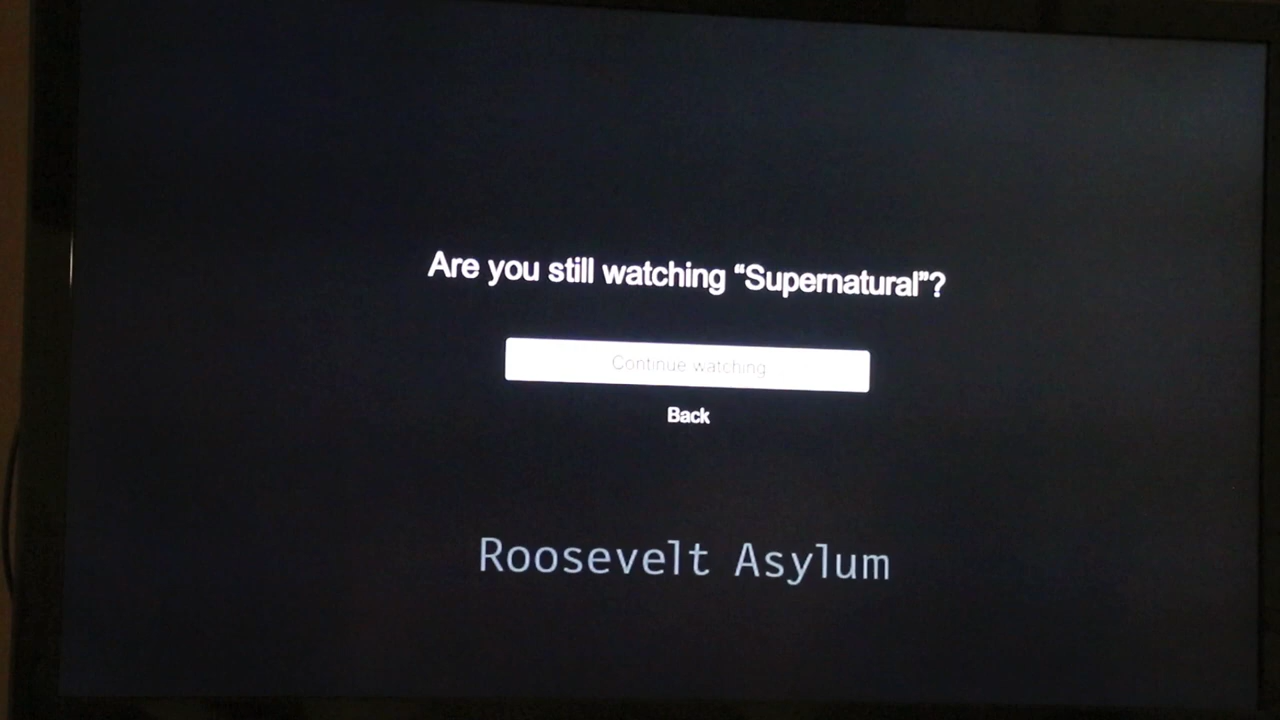 Are you still watching “Supernatural”?
Continue watching
Back
Roosevelt Asylum